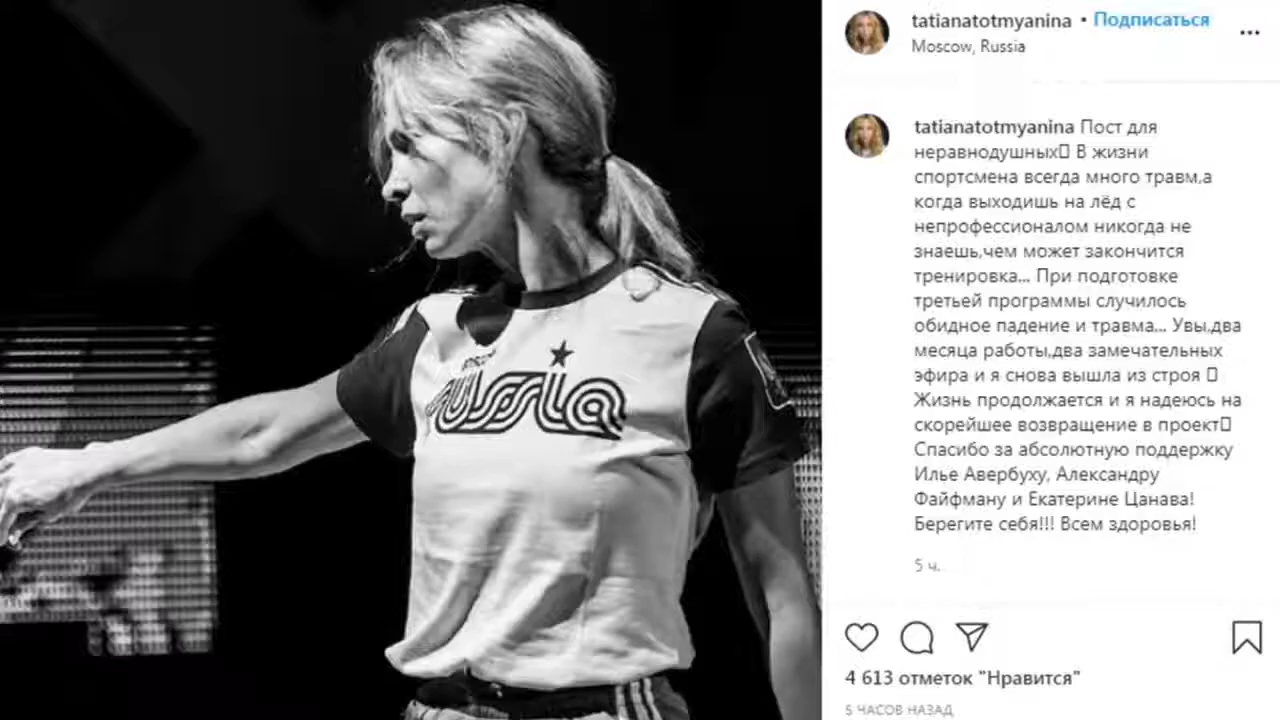 tatianatotmyanina • Подписаться
Moscow, Russia
tatianatotmyanina Пост для
неравнодушных
В жизни
спортсмена всегда много травм,а
когда выходишь на лёд с
непрофессионалом никогда не
знаешь,чем может закончится
тренировка... При подготовке
третьей программы случилось
обидное падение и травма... Увы,два
месяца работы,два замечательных
эфира и я снова вышла из строя
Жизнь продолжается и я надеюсь на
скорейшее возвращение в проект
Спасибо за абсолютную поддержку
Илье Авербуху, Александру
Файфману и Екатерине Цанава!
Берегите себя!!! Всем здоровья!
5 ч.
4 613 отметок "Нравится"
5 ЧАСОВ НАЗАД
russia